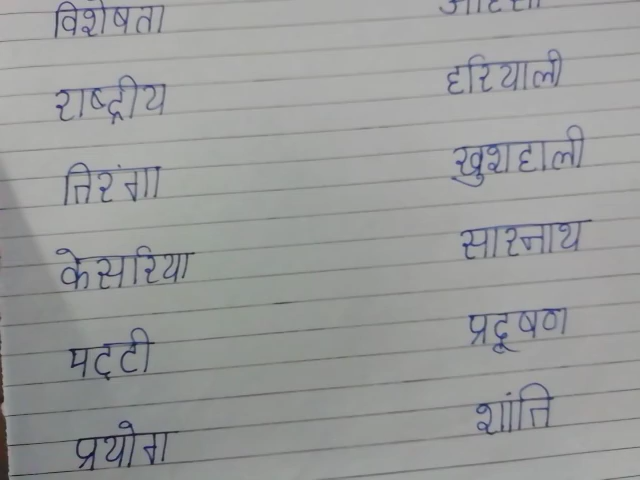 विशेषता
राष्ट्रीय हरियाली
तिरंगा खुशहाली
केसरिया सारनाथ
पट्टी प्रदूषण
प्रयोग शांति